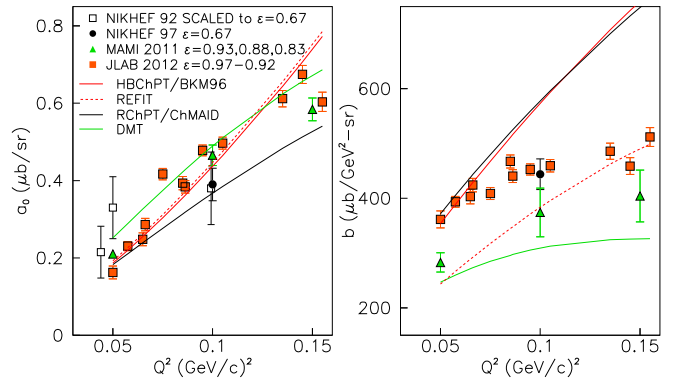 NIKHEF 92 SCALED to ε=0.67
NIKHEF 97 ε=0.67
MAMI 2011 ε=0.93,0.88,0.83
JLAB 2012 ε=0.97−0.92
HBChPT/BKM96
REFIT
RChPT/ChMAID
DMT
0.8
0.6
0.4
0.2
0
a₀ (μb/sr)
0.05 0.1 0.15
Q² (GeV/c)²
600
400
200
b (μb/GeV²−sr)
0.05 0.1 0.15
Q² (GeV/c)²